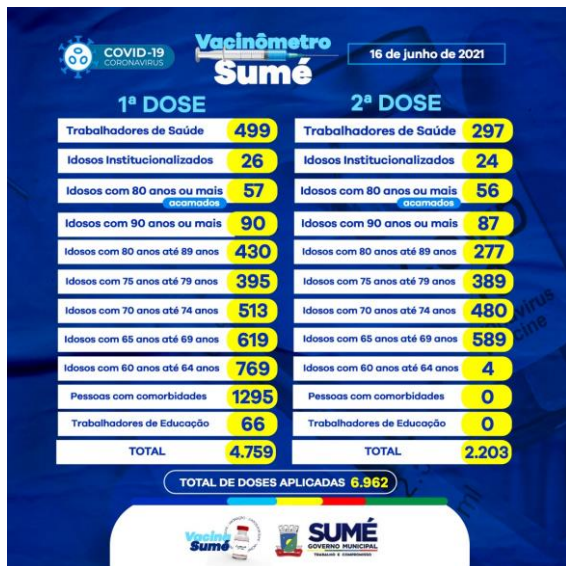 COVID-19
CORONAVIRUS
Vacinômetro
Sumé
16 de junho de 2021
1ª DOSE
Trabalhadores de Saúde 499
Idosos Institucionalizados 26
Idosos com 80 anos ou mais 57
acamados
Idosos com 90 anos ou mais 90
Idosos com 80 anos até 89 anos 430
Idosos com 75 anos até 79 anos 395
Idosos com 70 anos até 74 anos 513
Idosos com 65 anos até 69 anos 619
Idosos com 60 anos até 64 anos 769
Pessoas com comorbidades 1295
Trabalhadores de Educação 66
TOTAL 4.759
2ª DOSE
Trabalhadores de Saúde 297
Idosos Institucionalizados 24
Idosos com 80 anos ou mais 56
acamados
Idosos com 90 anos ou mais 87
Idosos com 80 anos até 89 anos 277
Idosos com 75 anos até 79 anos 389
Idosos com 70 anos até 74 anos 480
Idosos com 65 anos até 69 anos 589
Idosos com 60 anos até 64 anos 4
Pessoas com comorbidades 0
Trabalhadores de Educação 0
TOTAL 2.203
TOTAL DE DOSES APLICADAS 6.962
Vacina
Sumé
SUMÉ
GOVERNO MUNICIPAL
TRABALHO E COMPROMISSO